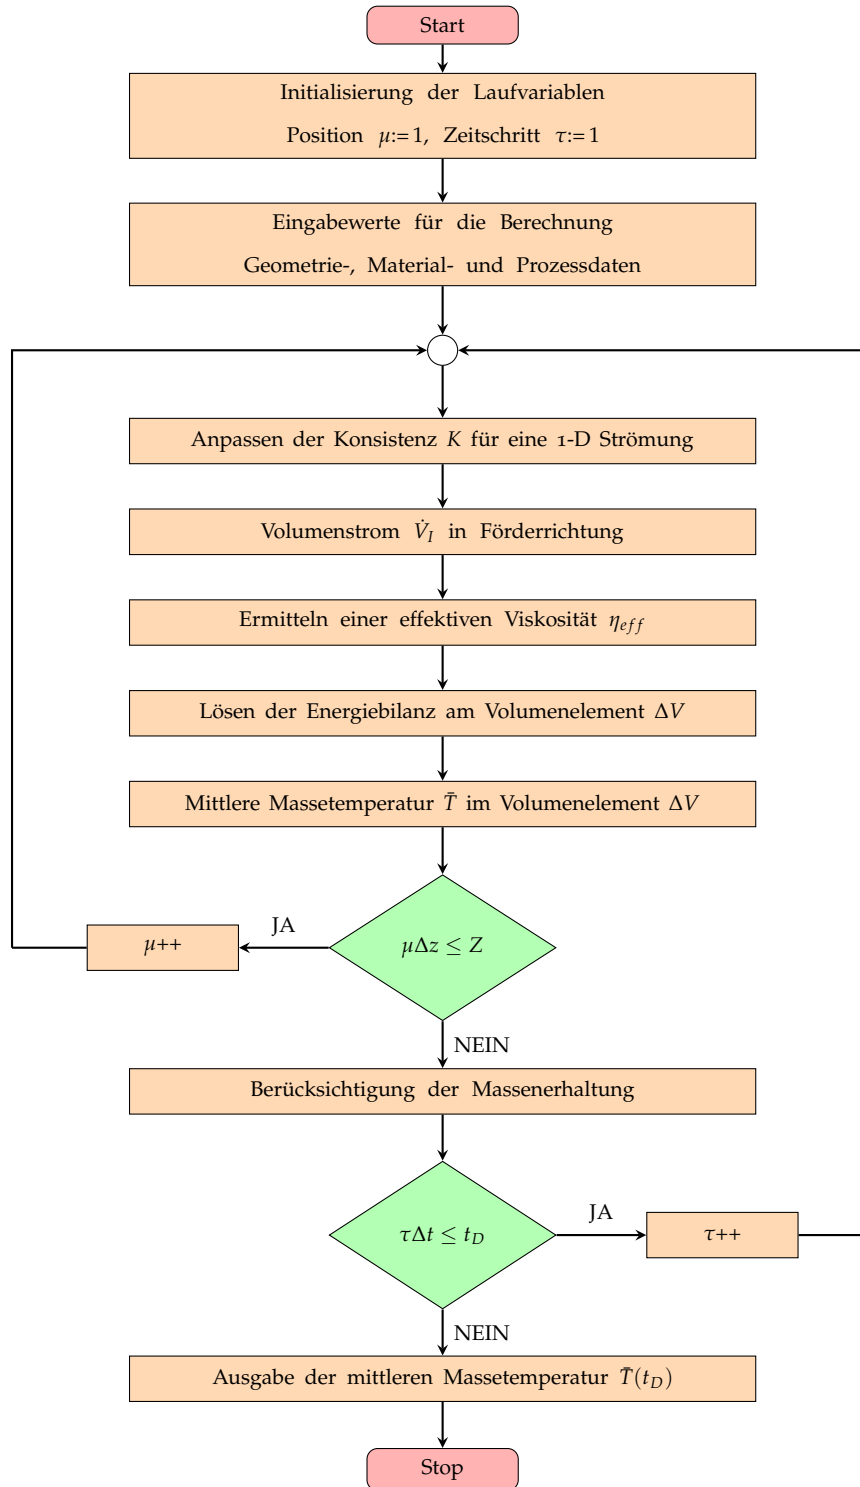 Start
Initialisierung der Laufvariablen
Position μ:=1, Zeitschritt τ:=1
Eingabewerte für die Berechnung
Geometrie-, Material- und Prozessdaten
Anpassen der Konsistenz K für eine 1-D Strömung
Volumenstrom V̇_I in Förderrichtung
Ermitteln einer effektiven Viskosität η_eff
Lösen der Energiebilanz am Volumenelement ΔV
Mittlere Massetemperatur T̄ im Volumenelement ΔV
μ++
JA
μΔz ≤ Z
NEIN
Berücksichtigung der Massenerhaltung
τΔt ≤ t_D
JA
τ++
NEIN
Ausgabe der mittleren Massetemperatur T̄(t_D)
Stop